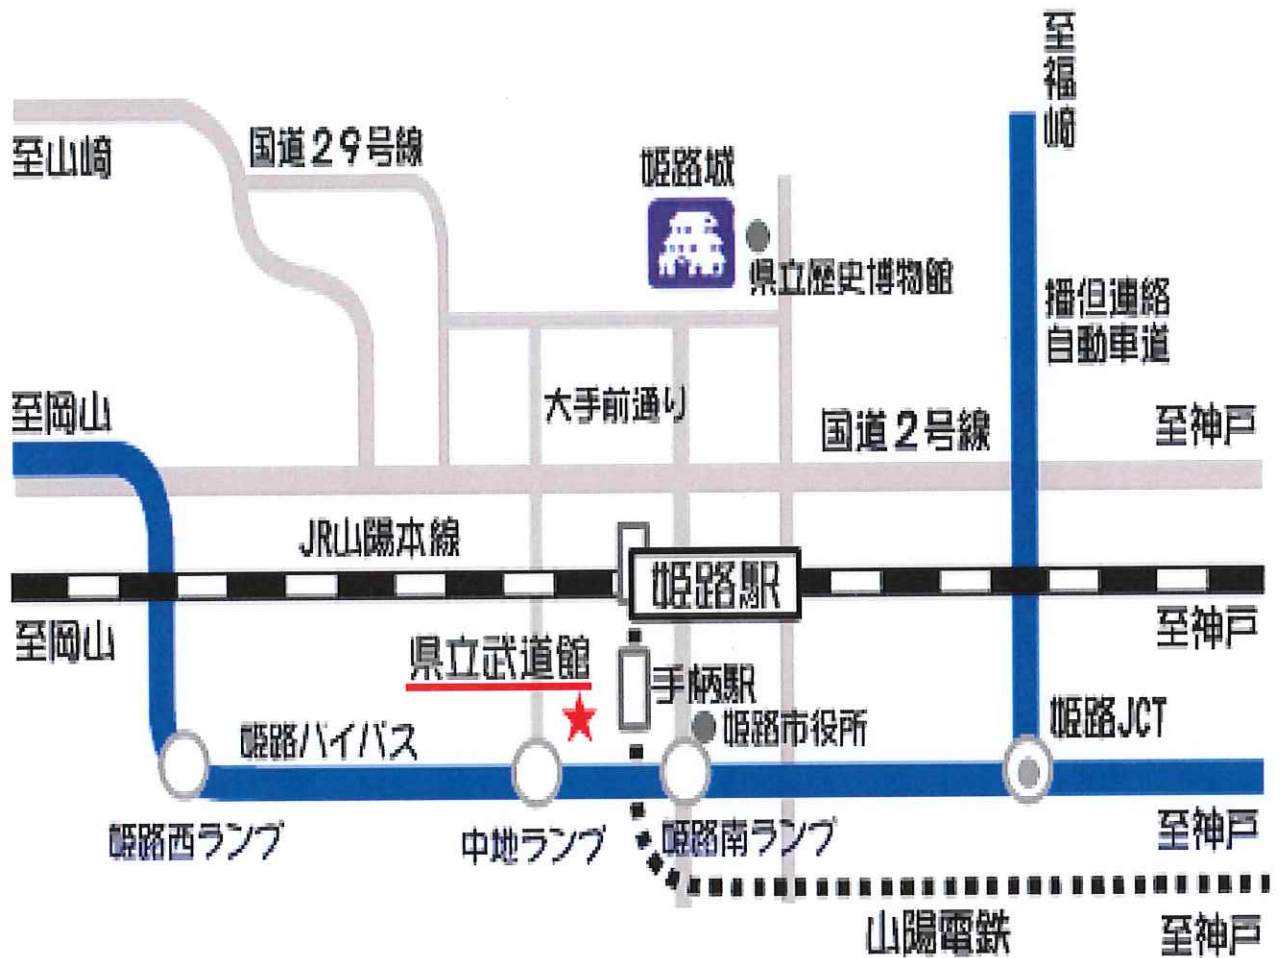 至福崎
至山崎
国道29号線
姫路城
県立歴史博物館
播但連絡
自動車道
至岡山
大手前通り
国道2号線
至神戸
JR山陽本線
姫路駅
至岡山
至神戸
県立武道館
手柄駅
姫路市役所
姫路JCT
姫路バイパス
姫路西ランプ
中地ランプ
姫路南ランプ
至神戸
山陽電鉄
至神戸